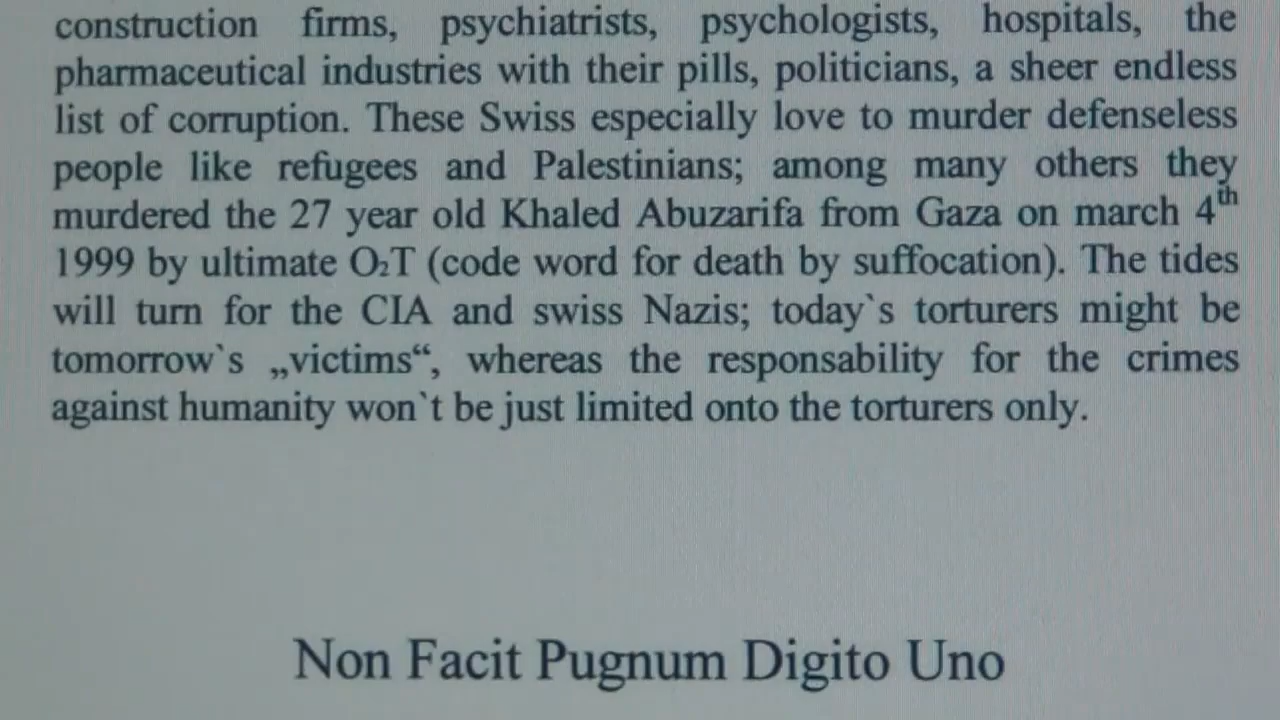 construction firms, psychiatrists, psychologists, hospitals, the
pharmaceutical industries with their pills, politicians, a sheer endless
list of corruption. These Swiss especially love to murder defenseless
people like refugees and Palestinians; among many others they
murdered the 27 year old Khaled Abuzarifa from Gaza on march 4th
1999 by ultimate O₂T (code word for death by suffocation). The tides
will turn for the CIA and swiss Nazis; today`s torturers might be
tomorrow`s „victims“, whereas the responsability for the crimes
against humanity won`t be just limited onto the torturers only.
Non Facit Pugnum Digito Uno